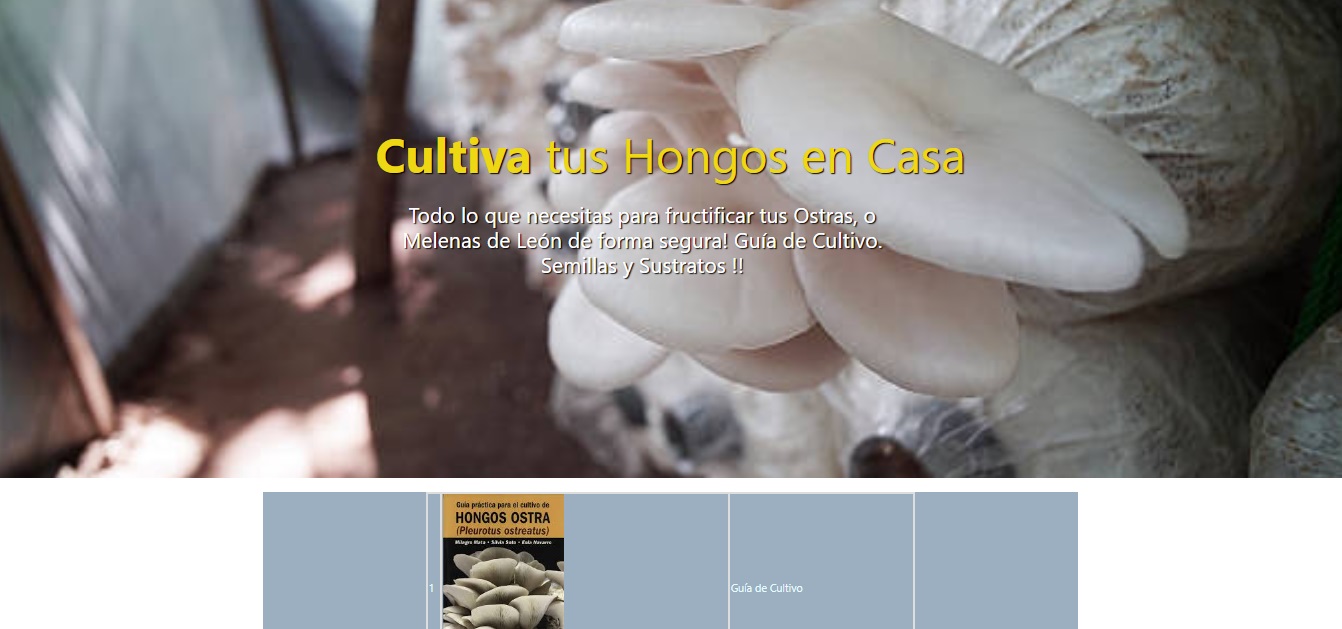 Cultiva tus Hongos en Casa
Todo lo que necesitas para fructificar tus Ostras, o
Melenas de León de forma segura! Guía de Cultivo.
Semillas y Sustratos !!
Guía práctica para el cultivo de
HONGOS OSTRA
(Pleurotus ostreatus)
Milagro Mata • Silvia Soto • Eida Navarro
1
Guía de Cultivo